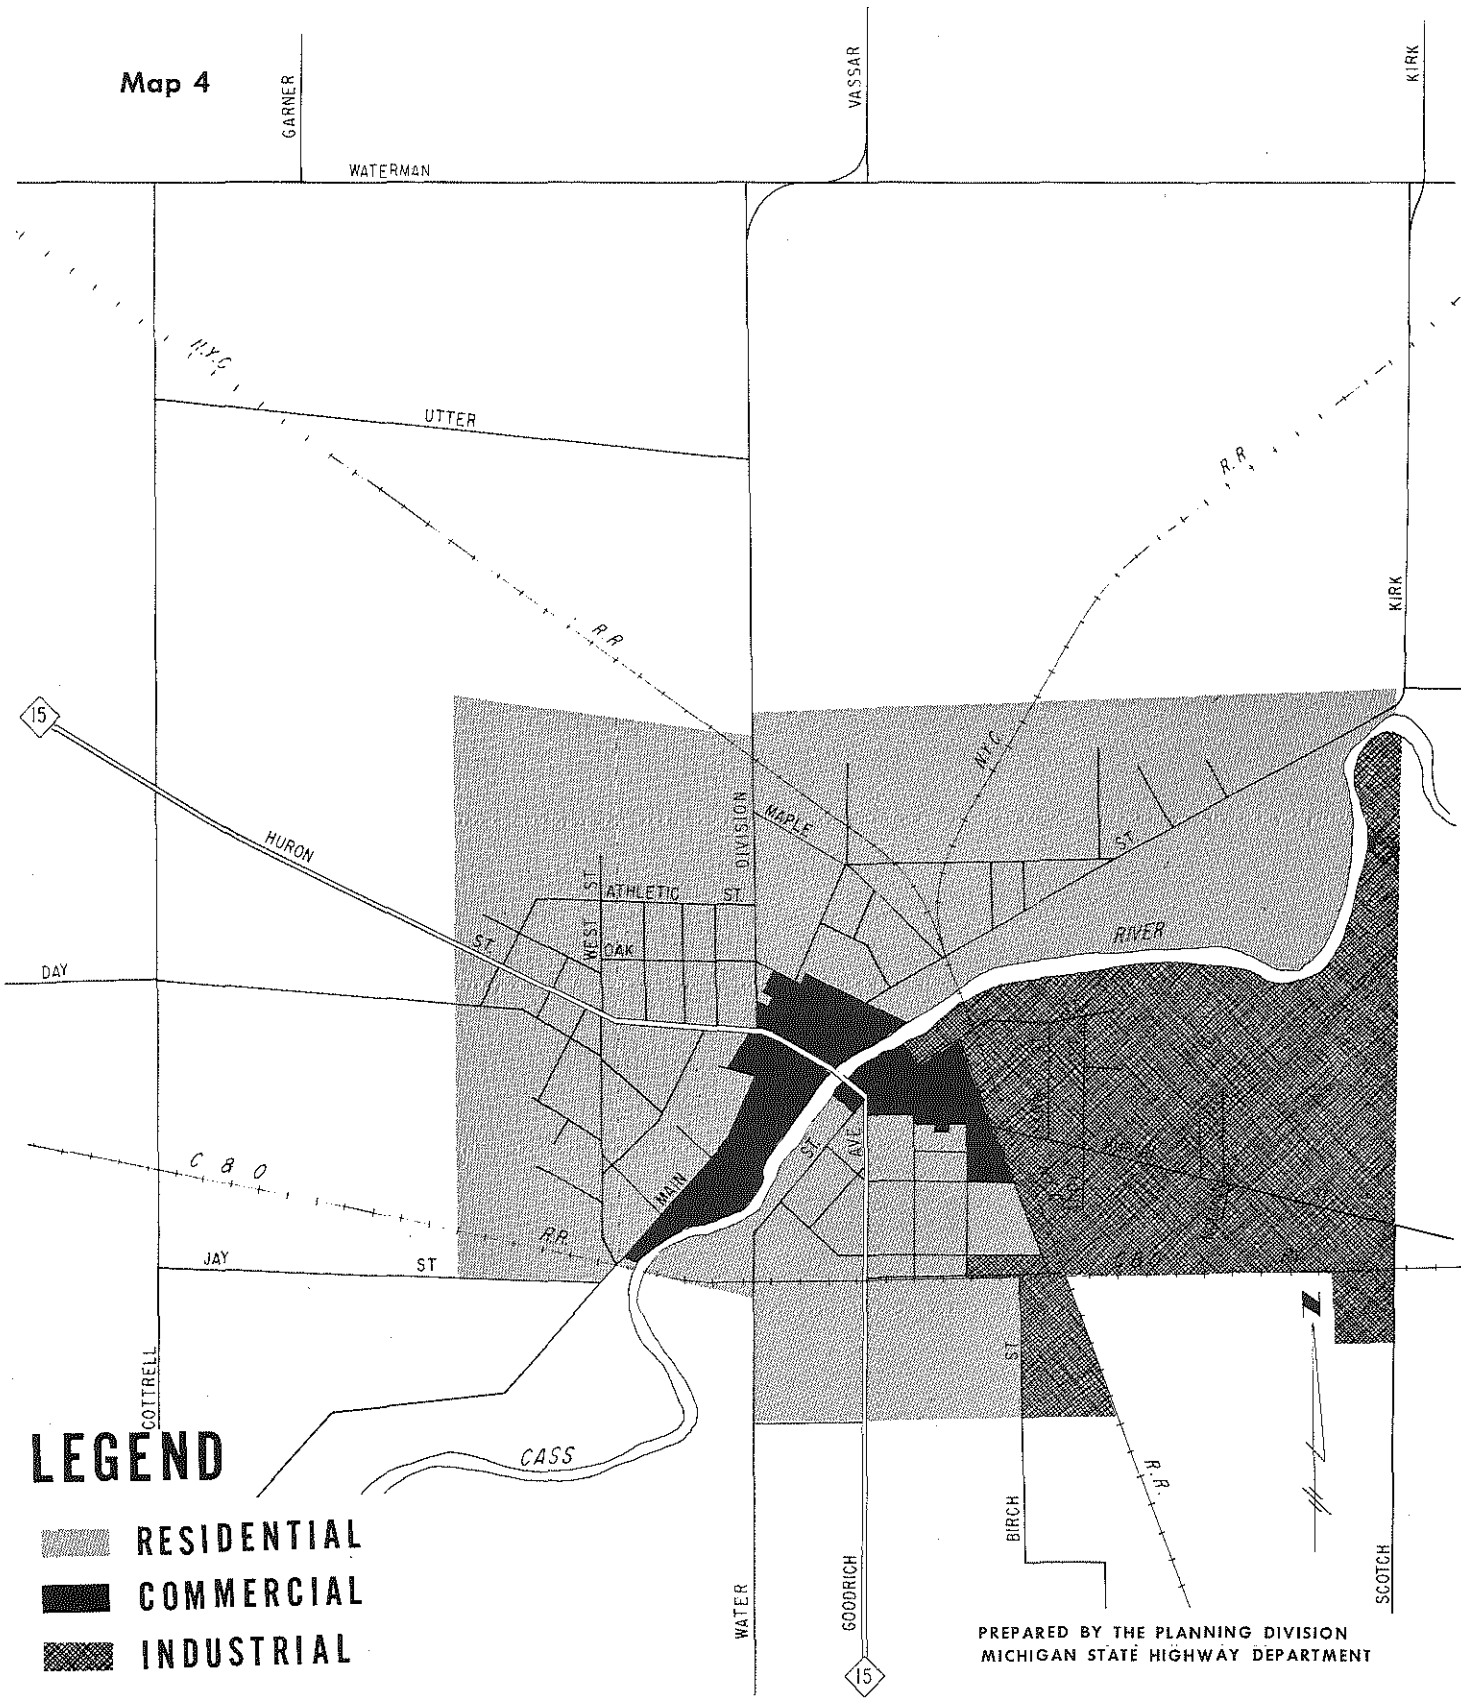 Map 4
GARNER
VASSAR
KIRK
WATERMAN
N.Y.C
UTTER
R.R
R.R
KIRK
15
N.Y.C
DIVISION
MAPLE
HURON
ST
ST
ATHLETIC ST
ST
WEST
OAK
RIVER
DAY
ST
AVE
MAIN
C & O
R.R.
JAY ST
ST
COTTRELL
LEGEND
CASS
R.R.
RESIDENTIAL
BIRCH
COMMERCIAL
WATER
GOODRICH
SCOTCH
INDUSTRIAL
PREPARED BY THE PLANNING DIVISION
MICHIGAN STATE HIGHWAY DEPARTMENT
15